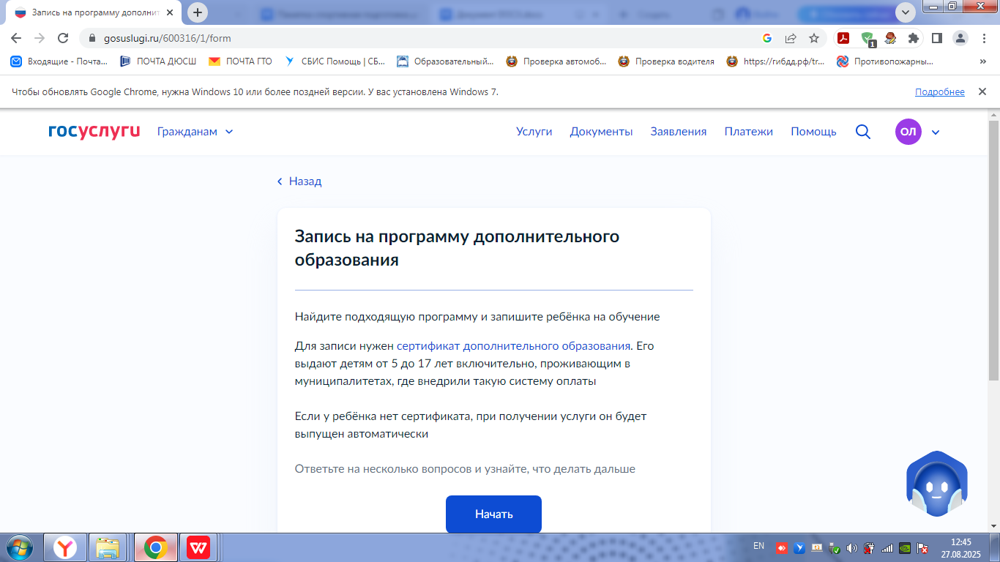 Запись на программу дополнит
gosuslugi.ru/600316/1/form
1
Входящие - Почта...
ПОЧТА ДЮСШ
ПОЧТА ГТО
СБИС Помощь | СБ...
Образовательный...
Проверка автомоб...
Проверка водителя
https://гибдд.рф/tr...
Противопожарны...
»
Чтобы обновлять Google Chrome, нужна Windows 10 или более поздней версии. У вас установлена Windows 7.
Подробнее
госуслуги
Гражданам
Услуги
Документы
Заявления
Платежи
Помощь
ОЛ
Назад
Запись на программу дополнительного
образования
Найдите подходящую программу и запишите ребёнка на обучение
Для записи нужен сертификат дополнительного образования. Его
выдают детям от 5 до 17 лет включительно, проживающим в
муниципалитетах, где внедрили такую систему оплаты
Если у ребёнка нет сертификата, при получении услуги он будет
выпущен автоматически
Ответьте на несколько вопросов и узнайте, что делать дальше
Начать
EN
12:45
27.08.2025